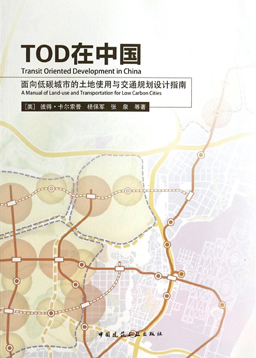 TOD在中国
Transit Oriented Development in China
面向低碳城市的土地使用与交通规划设计指南
A Manual of Land-use and Transportation for Low Carbon Cities
[美] 彼得·卡尔索普 杨保军 张泉 等著
中国建筑工业出版社